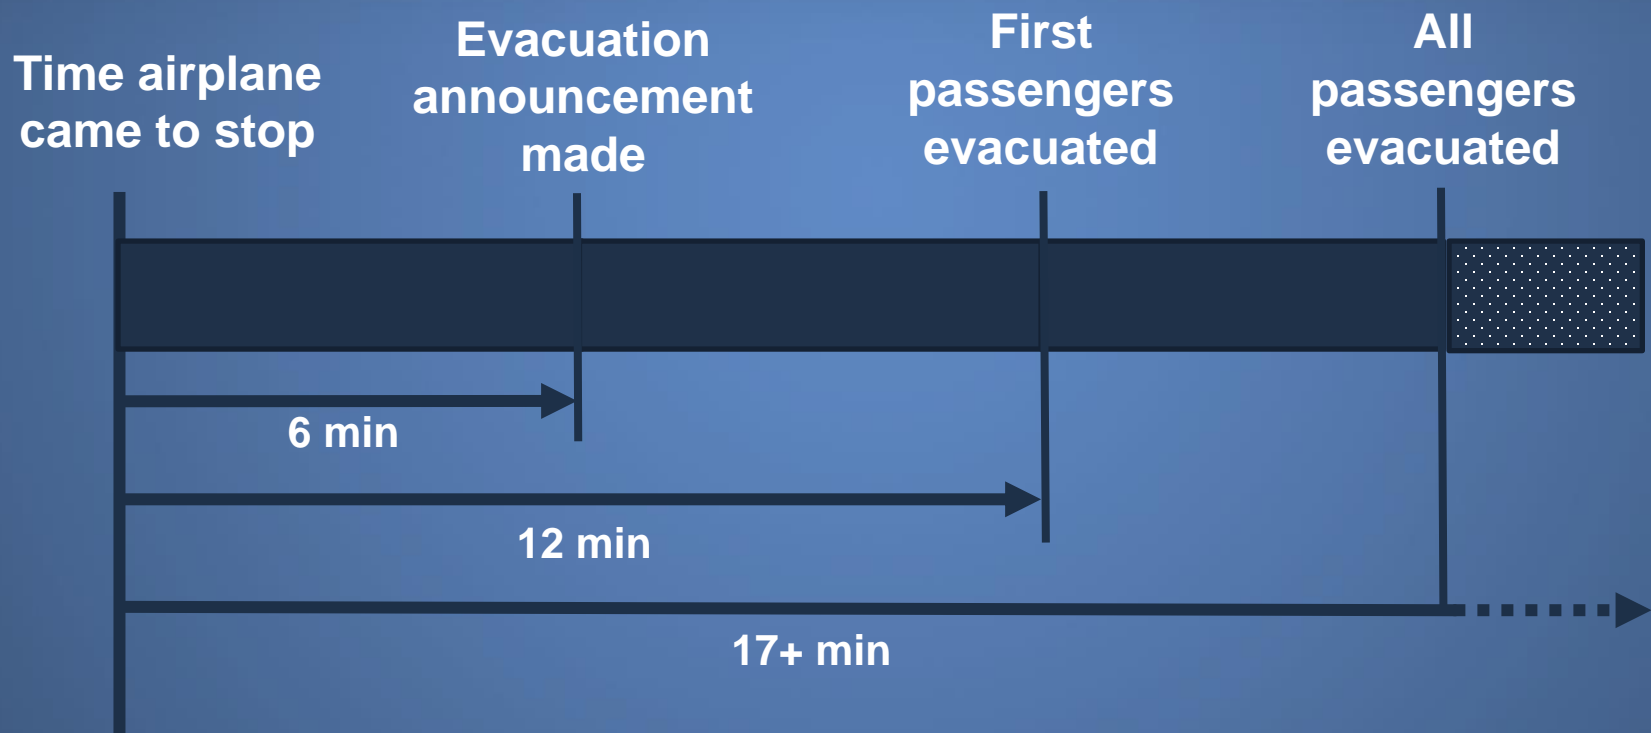 Time airplane
came to stop
Evacuation
announcement
made
First
passengers
evacuated
All
passengers
evacuated
6 min
12 min
17+ min